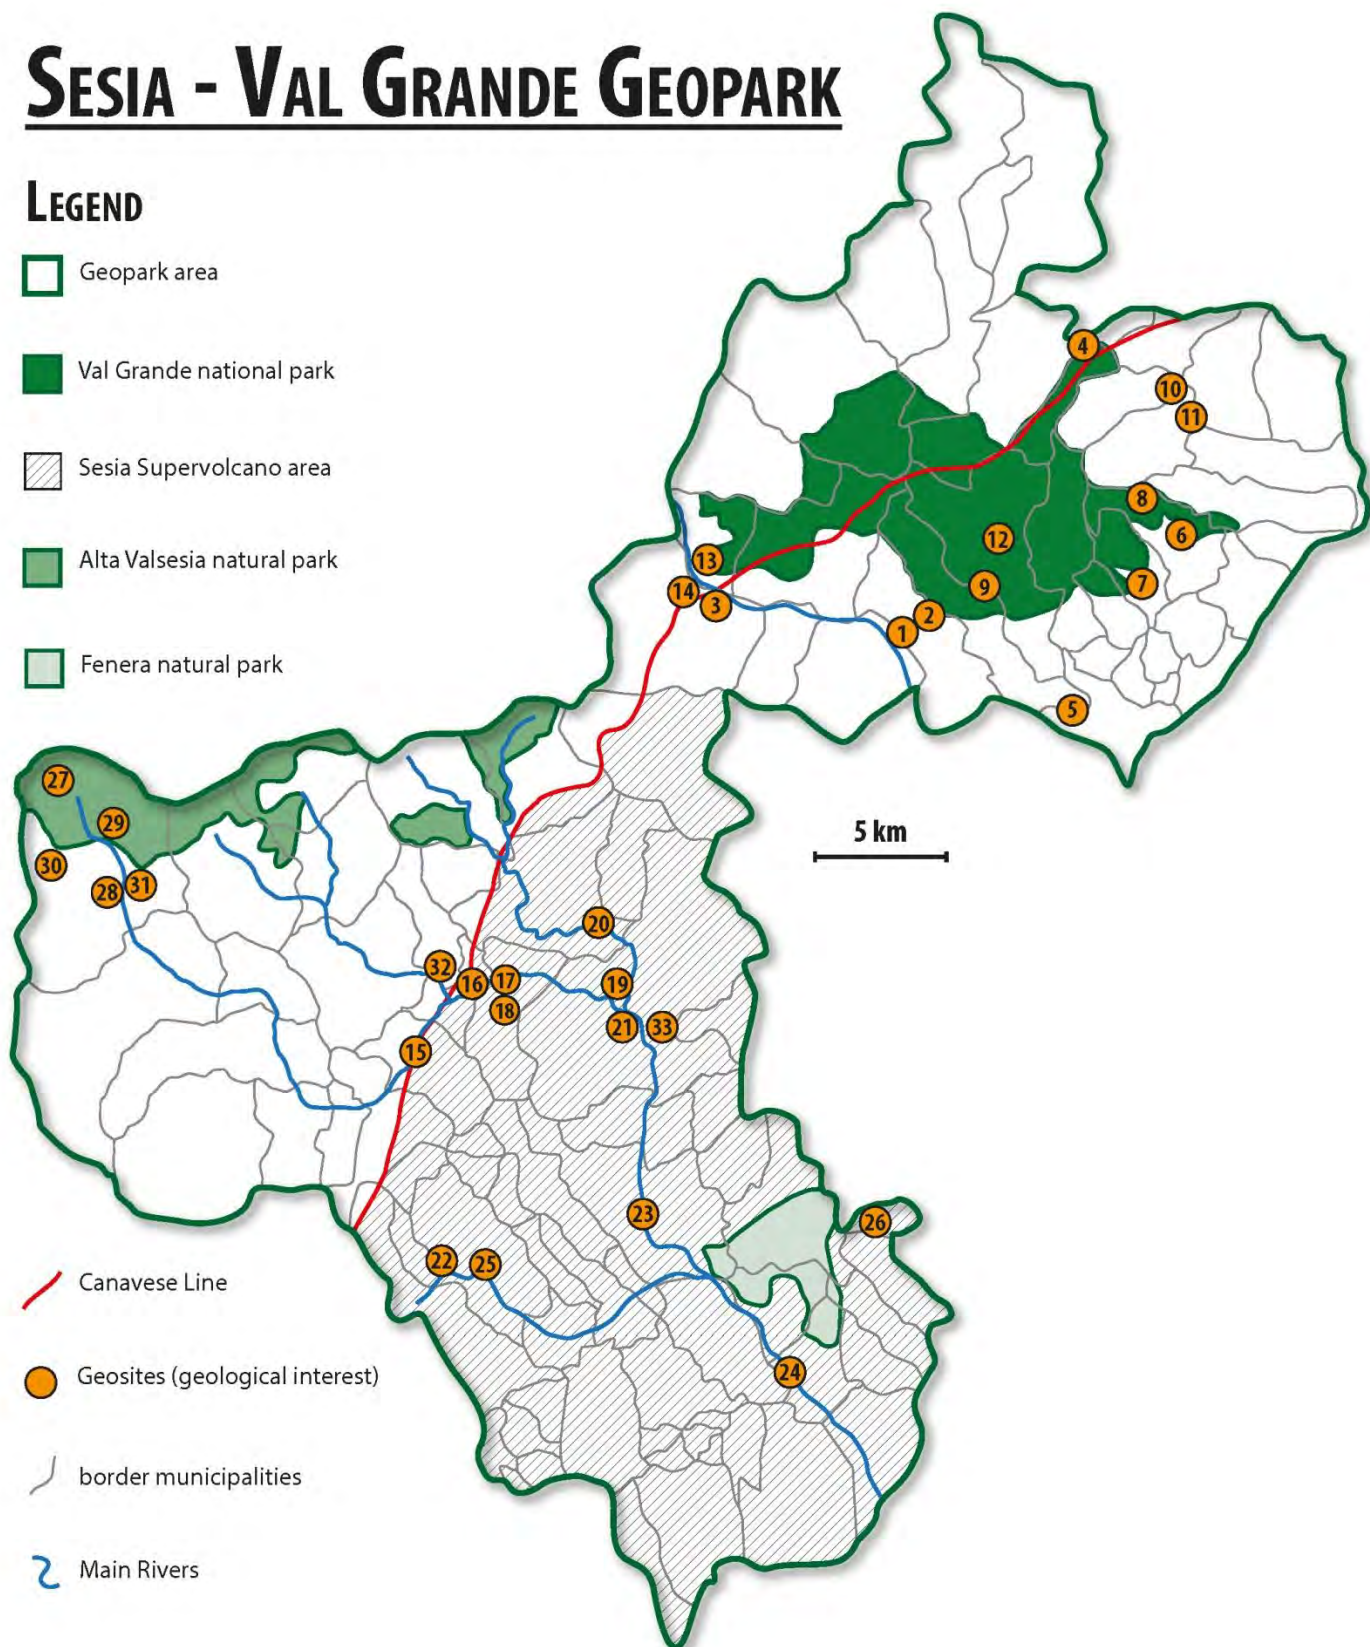 SESIA - VAL GRANDE GEOPARK
LEGEND
Geopark area
Val Grande national park
Sesia Supervolcano area
Alta Valsesia natural park
Fenera natural park
4
10
11
8
6
12
13
7
9
14
3
2
1
5
5 km
27
29
30
28
31
20
32
16
17
19
18
21
33
15
23
26
22
25
24
Canavese Line
Geosites (geological interest)
border municipalities
Main Rivers